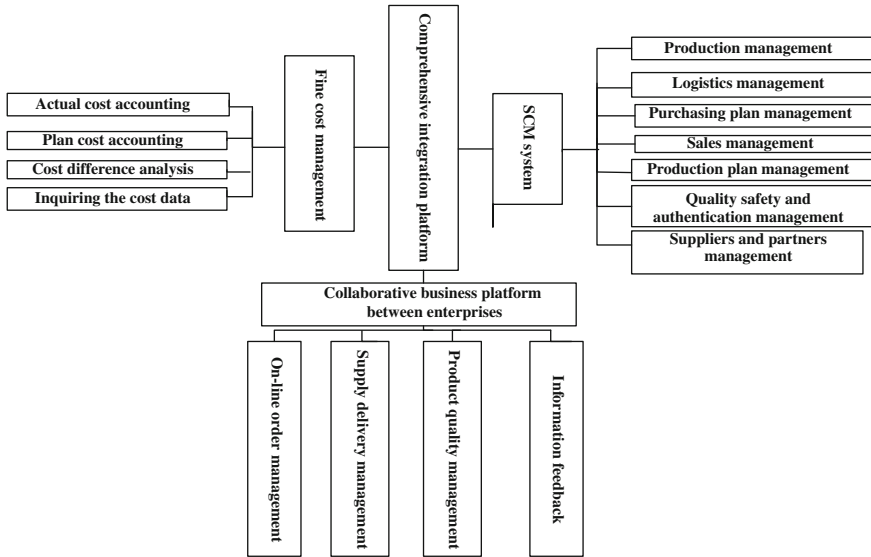 Actual cost accounting
Plan cost accounting
Cost difference analysis
Inquiring the cost data
Fine cost management
Comprehensive integration platform
SCM system
Production management
Logistics management
Purchasing plan management
Sales management
Production plan management
Quality safety and
authentication management
Suppliers and partners
management
Collaborative business platform
between enterprises
On-line order management
Supply delivery management
Product quality management
Information feedback